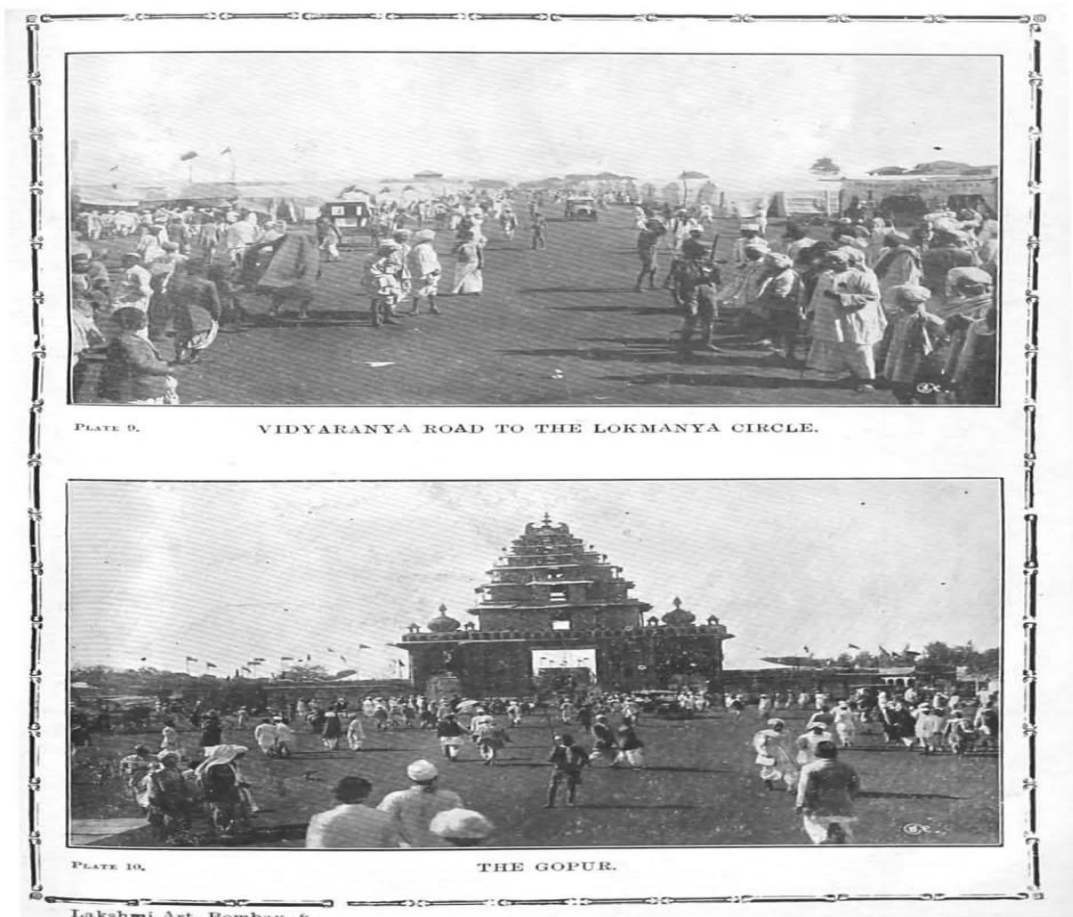 PLATE 9. VIDYARANYA ROAD TO THE LOKMANYA CIRCLE.
PLATE 10. THE GOPUR.
Lakshmi Art, Bombay,